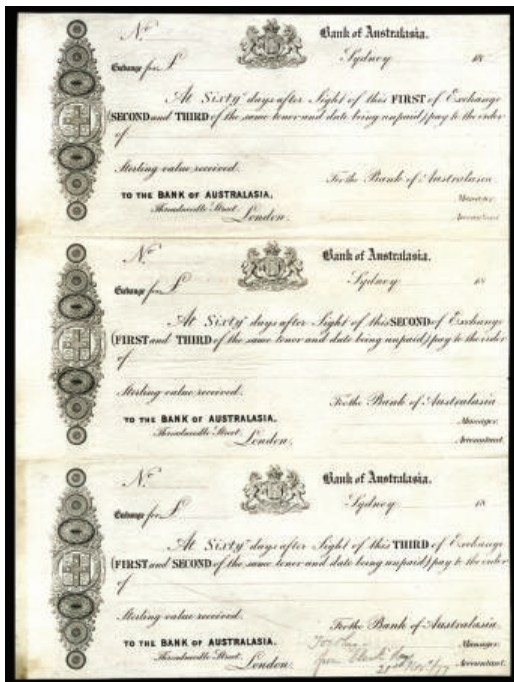 No
Bank of Australasia.
Sydney 18
Exchange for £
At Sixty days after Sight of this FIRST of Exchange
(SECOND and THIRD of the same tenor and date being unpaid) pay to the order
of
Sterling value received.
For the Bank of Australasia
TO THE BANK OF AUSTRALASIA,
Manager.
Threadneedle Street,
Accountant
London.
No
Bank of Australasia.
Sydney 18
Exchange for £
At Sixty days after Sight of this SECOND of Exchange
(FIRST and THIRD of the same tenor and date being unpaid) pay to the order
of
Sterling value received.
For the Bank of Australasia
TO THE BANK OF AUSTRALASIA,
Manager.
Threadneedle Street,
Accountant.
London.
No
Bank of Australasia.
Sydney 18
Exchange for £
At Sixty days after Sight of this THIRD of Exchange
(FIRST and SECOND of the same tenor and date being unpaid) pay to the order
of
Sterling value received.
For the Bank of Australasia.
TO THE BANK OF AUSTRALASIA,
Manager.
Threadneedle Street,
from
London.
Accountant.